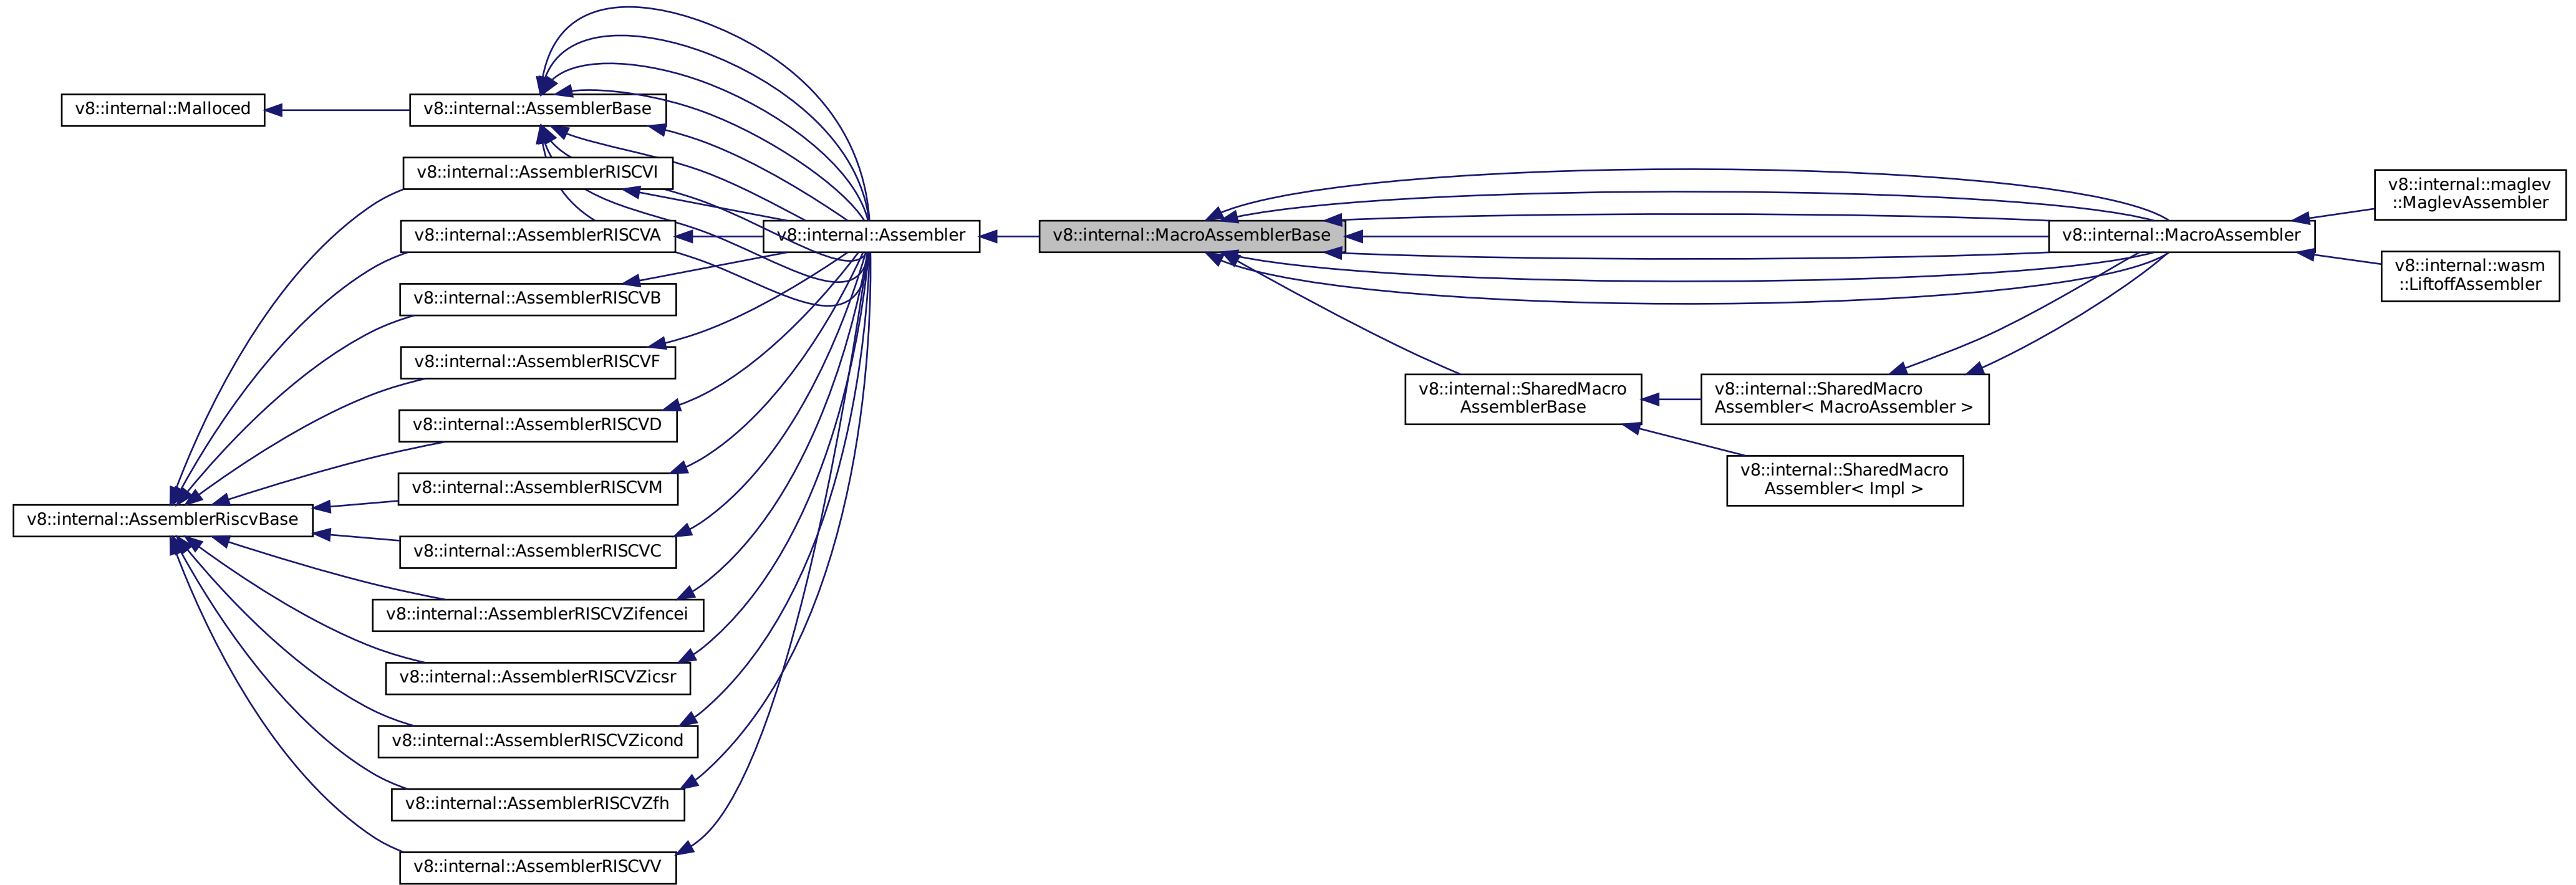 v8::internal::Malloced
v8::internal::AssemblerBase
v8::internal::AssemblerRISCVI
v8::internal::AssemblerRISCVA
v8::internal::AssemblerRISCVB
v8::internal::AssemblerRISCVF
v8::internal::AssemblerRISCVD
v8::internal::AssemblerRISCVM
v8::internal::AssemblerRiscvBase
v8::internal::AssemblerRISCVC
v8::internal::AssemblerRISCVZifencei
v8::internal::AssemblerRISCVZicsr
v8::internal::AssemblerRISCVZicond
v8::internal::AssemblerRISCVZfh
v8::internal::AssemblerRISCVV
v8::internal::Assembler
v8::internal::MacroAssemblerBase
v8::internal::SharedMacro
AssemblerBase
v8::internal::SharedMacro
Assembler< MacroAssembler >
v8::internal::SharedMacro
Assembler< Impl >
v8::internal::MacroAssembler
v8::internal::maglev
::MaglevAssembler
v8::internal::wasm
::LiftoffAssembler